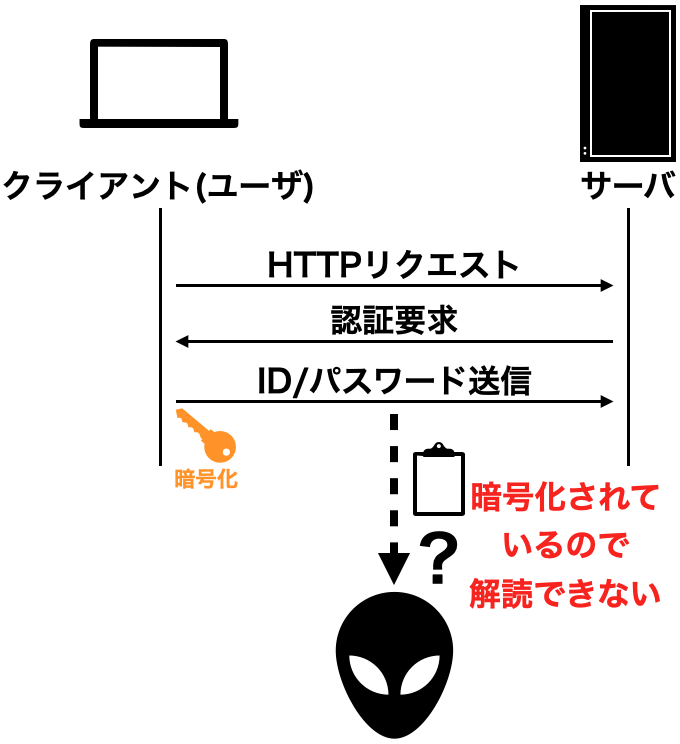 クライアント(ユーザ)
サーバ
HTTPリクエスト
認証要求
ID/パスワード送信
暗号化
?
暗号化されて
いるので
解読できない